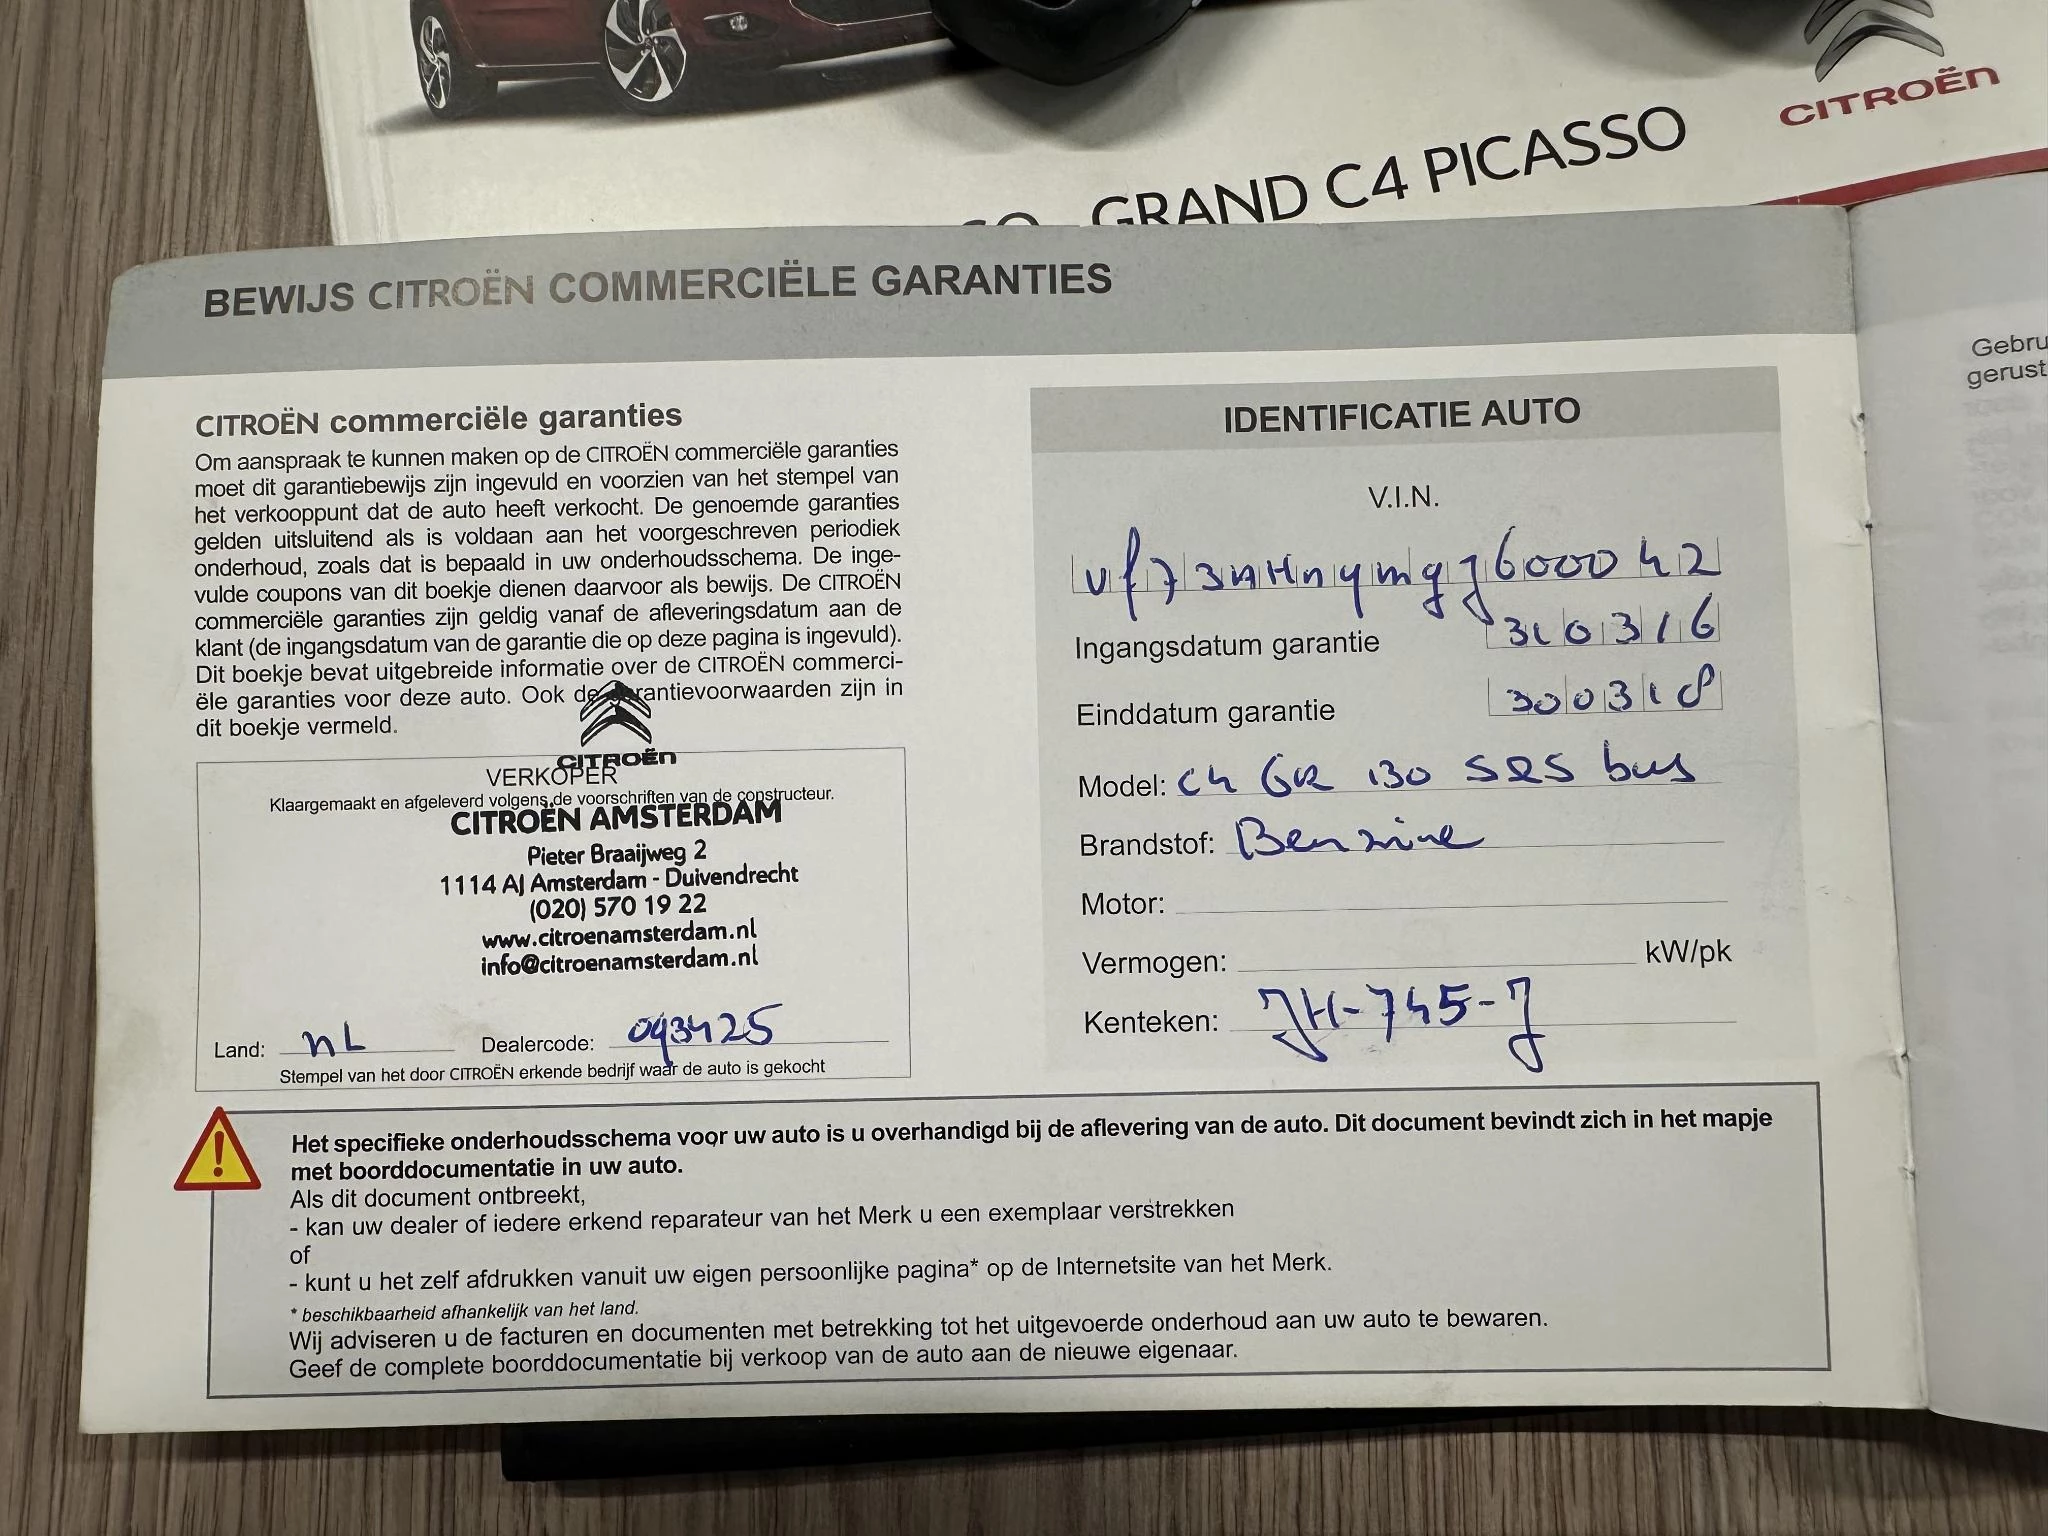 CITROËN
GRAND C4 PICASSO
BEWIJS CITROËN COMMERCIËLE GARANTIES
CITROËN commerciële garanties
Om aanspraak te kunnen maken op de CITROËN commerciële garanties
moet dit garantiebewijs zijn ingevuld en voorzien van het stempel van
het verkooppunt dat de auto heeft verkocht. De genoemde garanties
gelden uitsluitend als is voldaan aan het voorgeschreven periodiek
onderhoud, zoals dat is bepaald in uw onderhoudsschema. De inge-
vulde coupons van dit boekje dienen daarvoor als bewijs. De CITROËN
commerciële garanties zijn geldig vanaf de afleveringsdatum aan de
klant (de ingangsdatum van de garantie die op deze pagina is ingevuld).
Dit boekje bevat uitgebreide informatie over de CITROËN commerci-
ële garanties voor deze auto. Ook de garantievoorwaarden zijn in
dit boekje vermeld.
CITROËN
VERKOPER
Klaargemaakt en afgeleverd volgens de voorschriften van de constructeur.
CITROËN AMSTERDAM
Pieter Braaijweg 2
1114 AJ Amsterdam - Duivendrecht
(020) 570 19 22
www.citroenamsterdam.nl
info@citroenamsterdam.nl
Land: NL Dealercode: 093425
Stempel van het door CITROËN erkende bedrijf waar de auto is gekocht
IDENTIFICATIE AUTO
V.I.N.
vf73AHnymgj600042
Ingangsdatum garantie 310316
Einddatum garantie 300318
Model: C4 GR 130 S&S bus
Brandstof: Benzine
Motor:
Vermogen: kW/pk
Kenteken: JH-745-J
Het specifieke onderhoudsschema voor uw auto is u overhandigd bij de aflevering van de auto. Dit document bevindt zich in het mapje
met boorddocumentatie in uw auto.
Als dit document ontbreekt,
- kan uw dealer of iedere erkend reparateur van het Merk u een exemplaar verstrekken
of
- kunt u het zelf afdrukken vanuit uw eigen persoonlijke pagina* op de Internetsite van het Merk.
* beschikbaarheid afhankelijk van het land.
Wij adviseren u de facturen en documenten met betrekking tot het uitgevoerde onderhoud aan uw auto te bewaren.
Geef de complete boorddocumentatie bij verkoop van de auto aan de nieuwe eigenaar.
Gebru
gerust